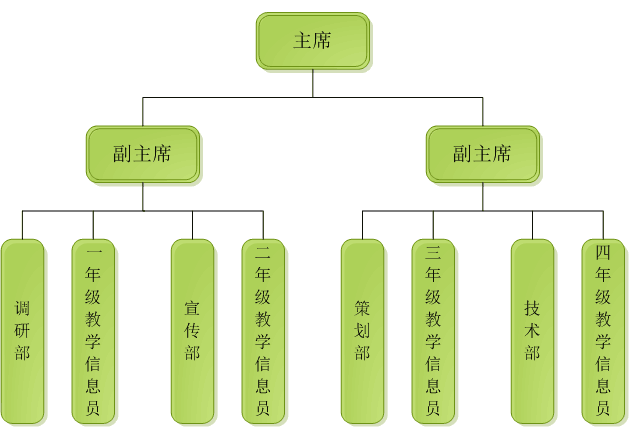 主席
副主席
副主席
调研部
一年级教学信息员
宣传部
二年级教学信息员
策划部
三年级教学信息员
技术部
四年级教学信息员